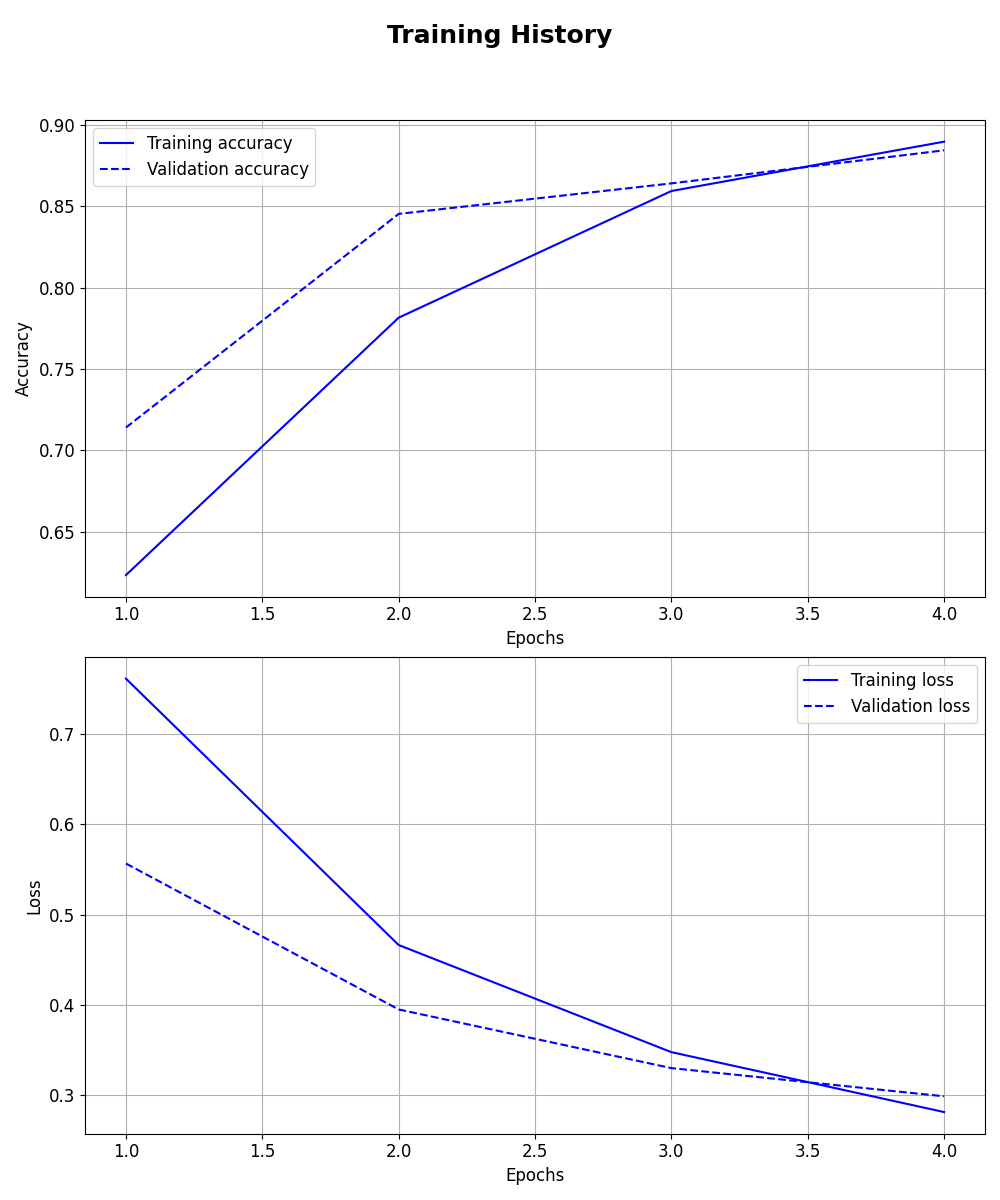 Training History
0.90
0.85
0.80
0.75
0.70
0.65
Accuracy
Training accuracy
Validation accuracy
1.0 1.5 2.0 2.5 3.0 3.5 4.0
Epochs
0.7
0.6
0.5
0.4
0.3
Loss
Training loss
Validation loss
1.0 1.5 2.0 2.5 3.0 3.5 4.0
Epochs